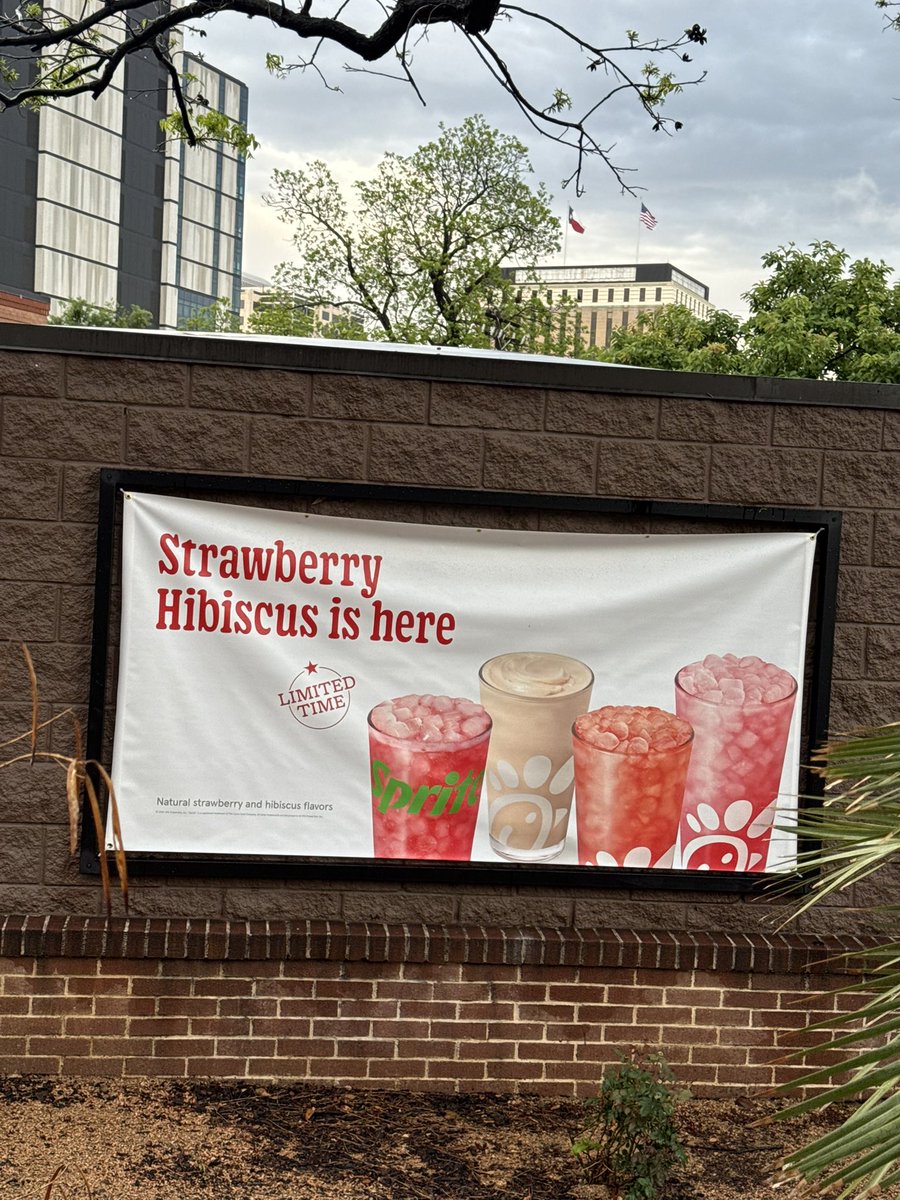 Strawberry
Hibiscus is here
LIMITED
TIME
Sprite
Natural strawberry and hibiscus flavors